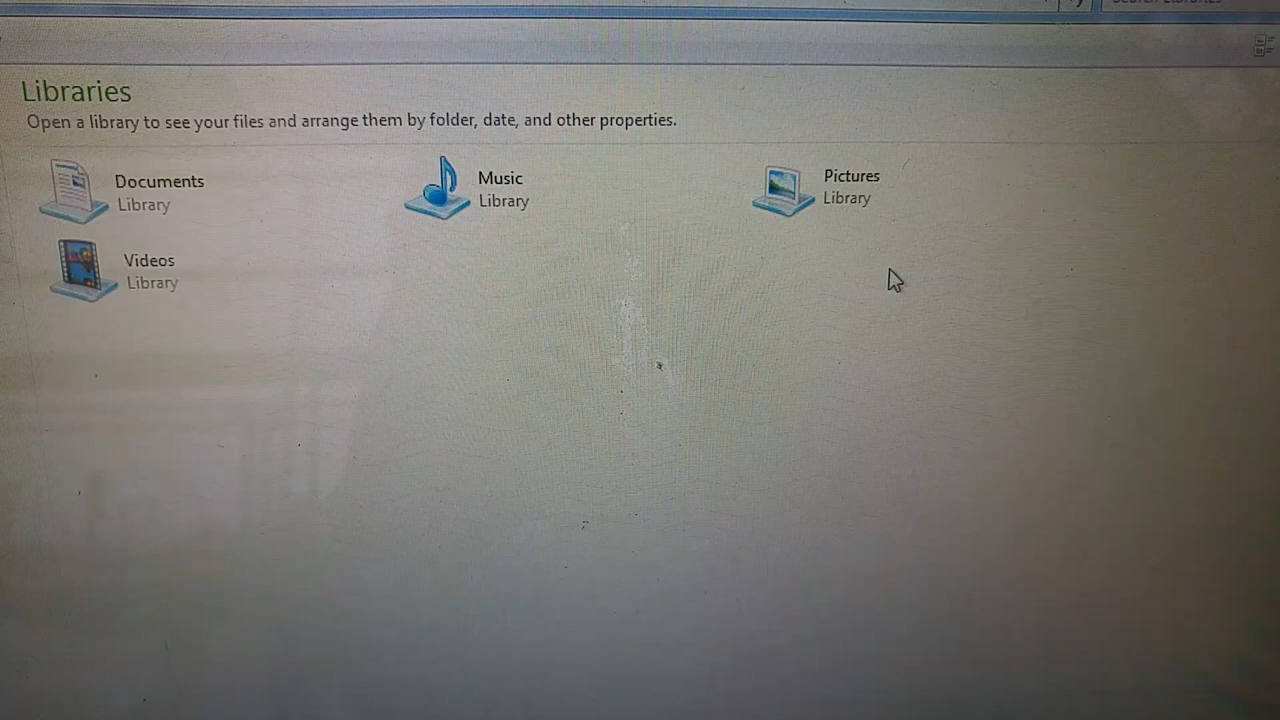 Libraries
Open a library to see your files and arrange them by folder, date, and other properties.
Documents
Library
Music
Library
Pictures
Library
Videos
Library